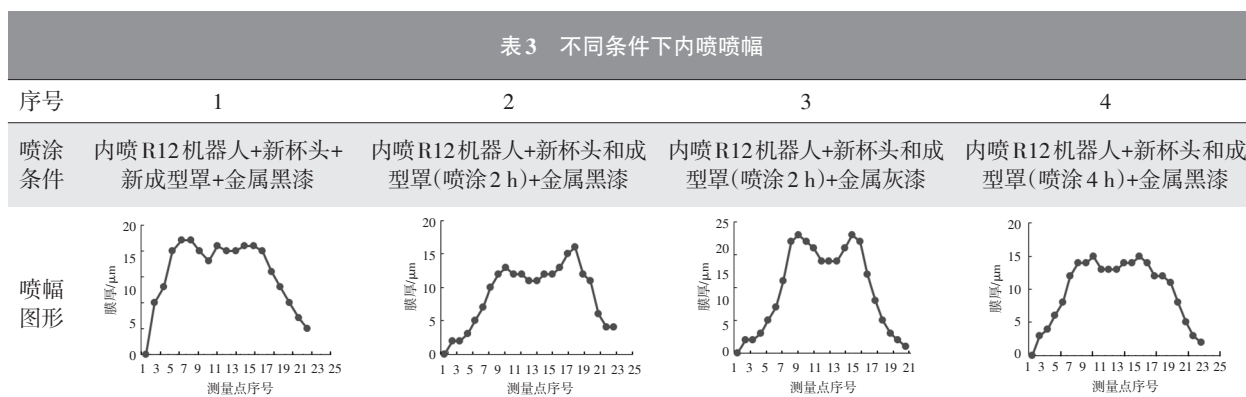 表3 不同条件下内喷喷幅
序号 1 2 3 4
喷涂 内喷R12机器人+新杯头+ 内喷R12机器人+新杯头和成 内喷R12机器人+新杯头和成 内喷R12机器人+新杯头和成
条件 新成型罩+金属黑漆 型罩(喷涂2 h)+金属黑漆 型罩(喷涂2 h)+金属灰漆 型罩(喷涂4 h)+金属黑漆
喷幅
图形
膜厚/μm
20
15
10
5
0
1 3 5 7 9 11 13 15 17 19 21 23 25
测量点序号
膜厚/μm
20
15
10
5
0
1 3 5 7 9 11 13 15 17 19 21 23 25
测量点序号
膜厚/μm
25
20
15
10
5
0
1 3 5 7 9 11 13 15 17 19 21
测量点序号
膜厚/μm
20
15
10
5
0
1 3 5 7 9 11 13 15 17 19 21 23 25
测量点序号